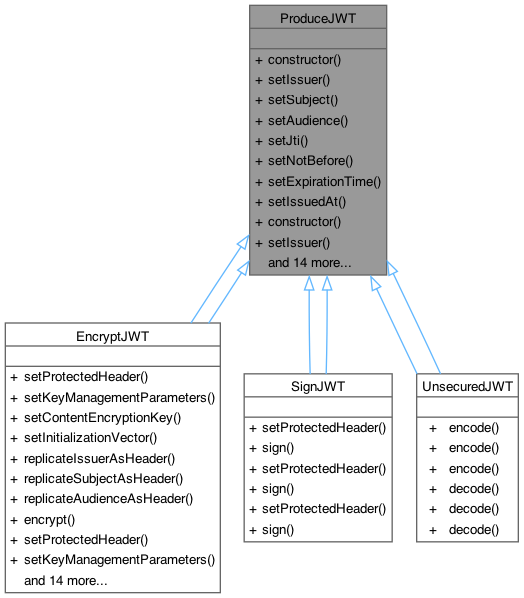 ProduceJWT
+ constructor()
+ setIssuer()
+ setSubject()
+ setAudience()
+ setJti()
+ setNotBefore()
+ setExpirationTime()
+ setIssuedAt()
+ constructor()
+ setIssuer()
and 14 more...
EncryptJWT
+ setProtectedHeader()
+ setKeyManagementParameters()
+ setContentEncryptionKey()
+ setInitializationVector()
+ replicateIssuerAsHeader()
+ replicateSubjectAsHeader()
+ replicateAudienceAsHeader()
+ encrypt()
+ setProtectedHeader()
+ setKeyManagementParameters()
and 14 more...
SignJWT
+ setProtectedHeader()
+ sign()
+ setProtectedHeader()
+ sign()
+ setProtectedHeader()
+ sign()
UnsecuredJWT
+ encode()
+ encode()
+ encode()
+ decode()
+ decode()
+ decode()